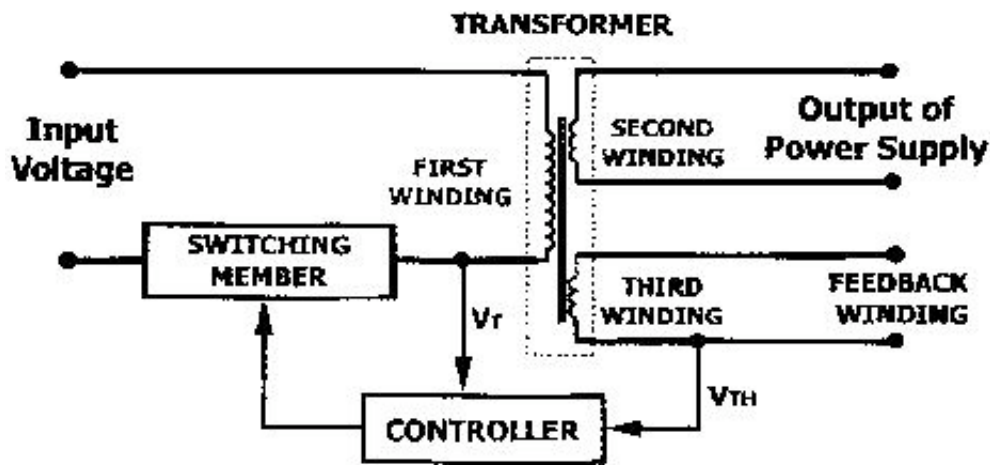 TRANSFORMER
Input
Voltage
FIRST
WINDING
SECOND
WINDING
Output of
Power Supply
SWITCHING
MEMBER
VT
THIRD
WINDING
FEEDBACK
WINDING
VTH
CONTROLLER